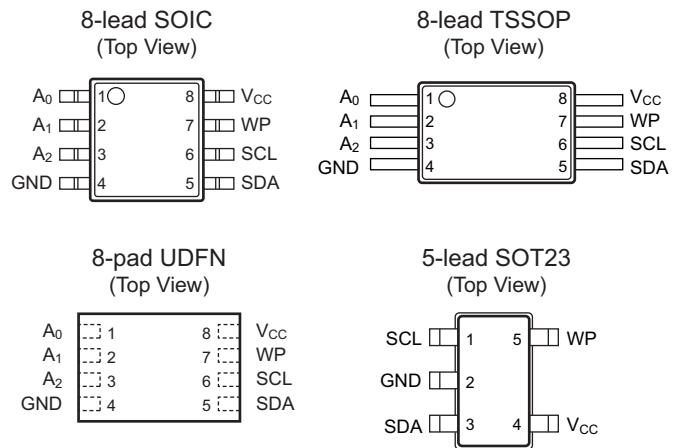 8-lead SOIC
(Top View)
A0 1 8 VCC
A1 2 7 WP
A2 3 6 SCL
GND 4 5 SDA
8-lead TSSOP
(Top View)
A0 1 8 VCC
A1 2 7 WP
A2 3 6 SCL
GND 4 5 SDA
8-pad UDFN
(Top View)
A0 1 8 VCC
A1 2 7 WP
A2 3 6 SCL
GND 4 5 SDA
5-lead SOT23
(Top View)
SCL 1 5 WP
GND 2
SDA 3 4 VCC